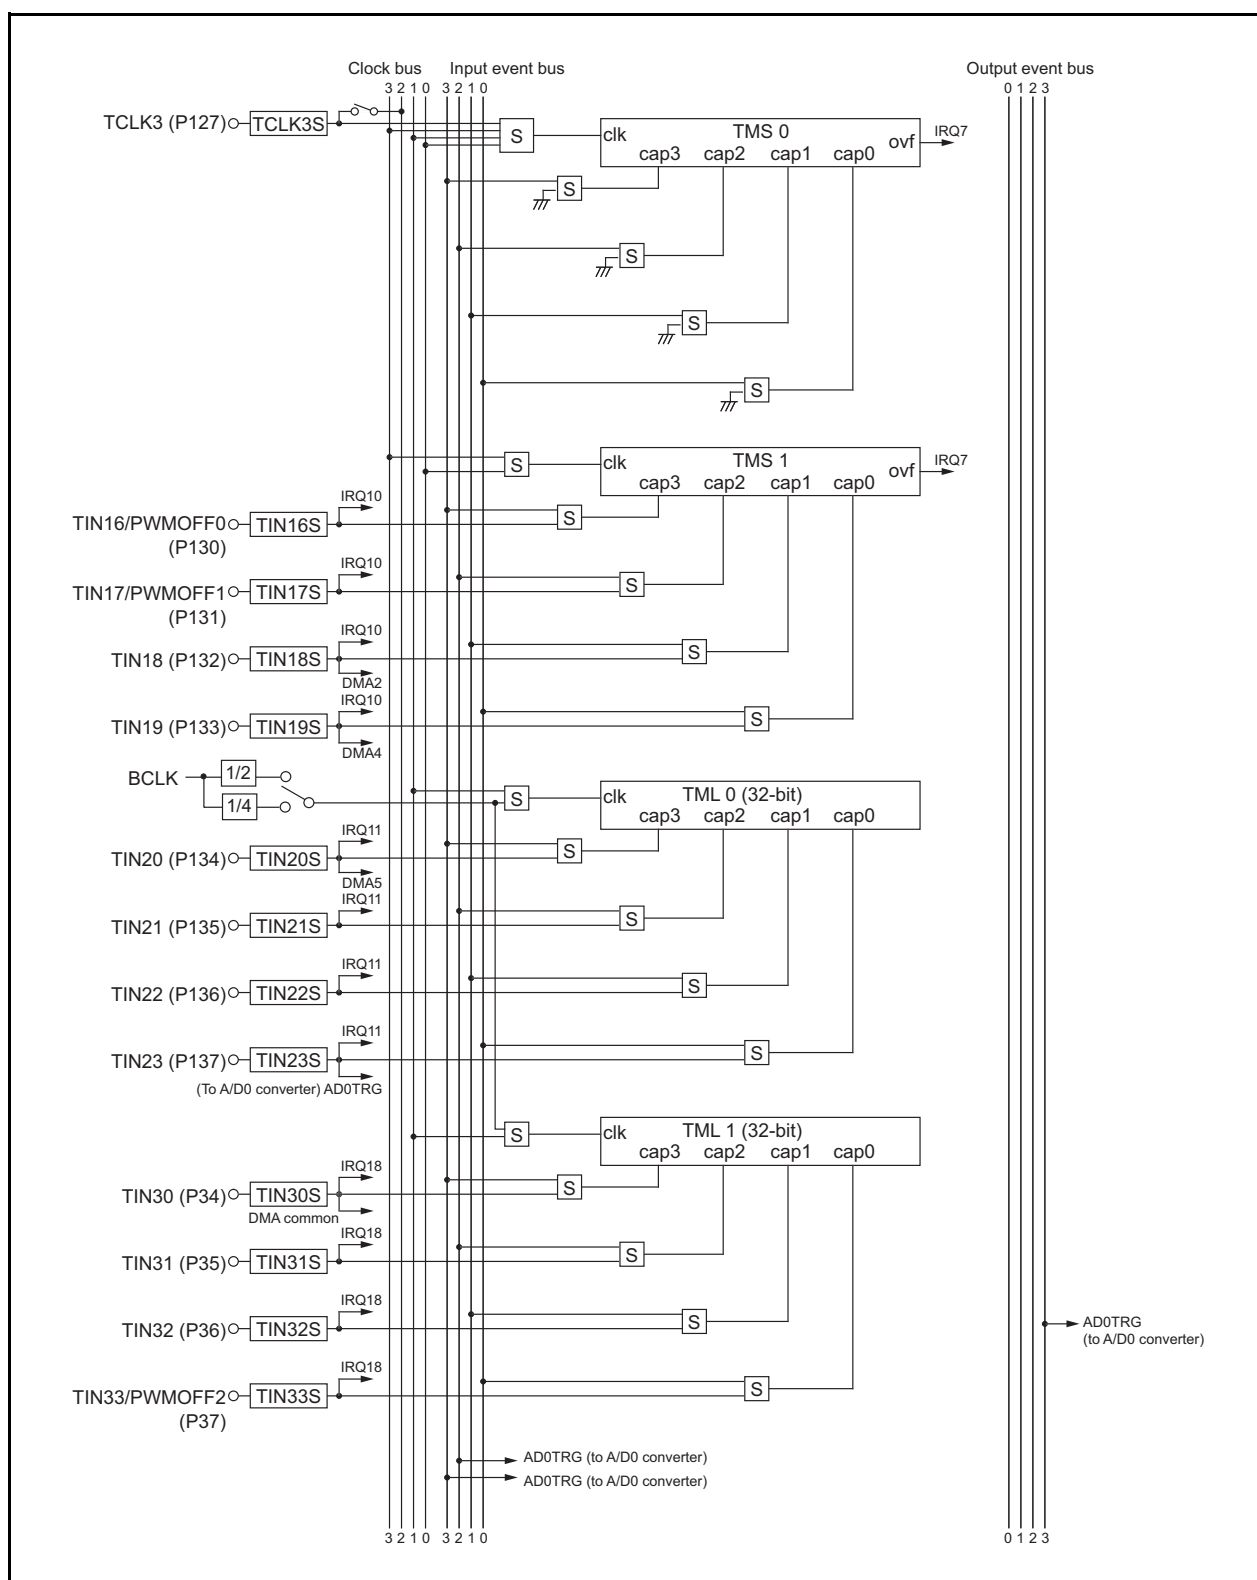 Clock bus Input event bus Output event bus
3 2 1 0 3 2 1 0 0 1 2 3
TCLK3 (P127) TCLK3S S clk TMS 0 ovf IRQ7
cap3 cap2 cap1 cap0
S
S
S
S
S clk TMS 1 ovf IRQ7
cap3 cap2 cap1 cap0
IRQ10
TIN16/PWMOFF0 TIN16S S
(P130)
IRQ10
TIN17/PWMOFF1 TIN17S S
(P131)
IRQ10
TIN18 (P132) TIN18S S
DMA2
IRQ10
TIN19 (P133) TIN19S S
DMA4
BCLK 1/2
1/4 S clk TML 0 (32-bit)
cap3 cap2 cap1 cap0
IRQ11
TIN20 (P134) TIN20S S
DMA5
IRQ11
TIN21 (P135) TIN21S S
IRQ11
TIN22 (P136) TIN22S S
IRQ11
TIN23 (P137) TIN23S S
(To A/D0 converter) AD0TRG
S clk TML 1 (32-bit)
cap3 cap2 cap1 cap0
IRQ18
TIN30 (P34) TIN30S S
DMA common
IRQ18
TIN31 (P35) TIN31S S
IRQ18
TIN32 (P36) TIN32S S
AD0TRG
(to A/D0 converter)
IRQ18
TIN33/PWMOFF2 TIN33S S
(P37)
AD0TRG (to A/D0 converter)
AD0TRG (to A/D0 converter)
3 2 1 0 3 2 1 0 0 1 2 3